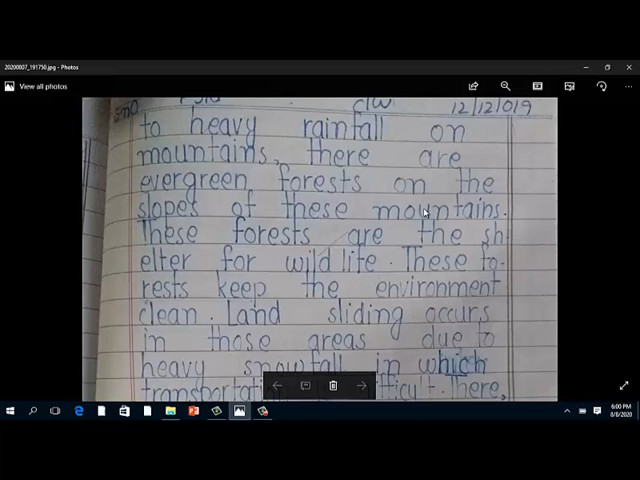 20200807_191750.jpg - Photos
View all photos
C/W 12/12/019
to heavy rainfall on
mountains, there are
evergreen forests on the
slopes of these mountains.
These forests are the sh
elter for wild life. These fo-
rests keep the environment
clean. Land sliding occurs
in those areas due to
heavy snowfall in which
There,
6:00 PM
8/8/2020